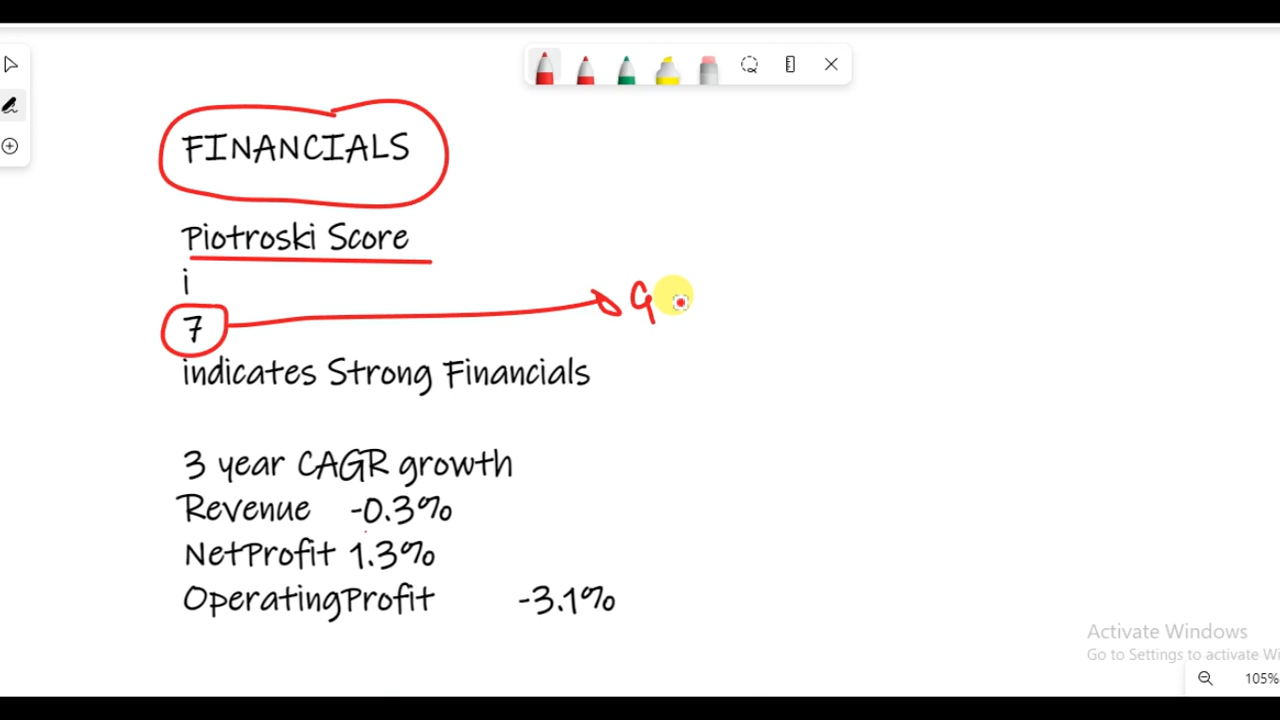 FINANCIALS
Piotroski Score
i
7
G
indicates Strong Financials
3 year CAGR growth
Revenue -0.3%
NetProfit 1.3%
OperatingProfit -3.1%
Activate Windows
Go to Settings to activate Wi
105%